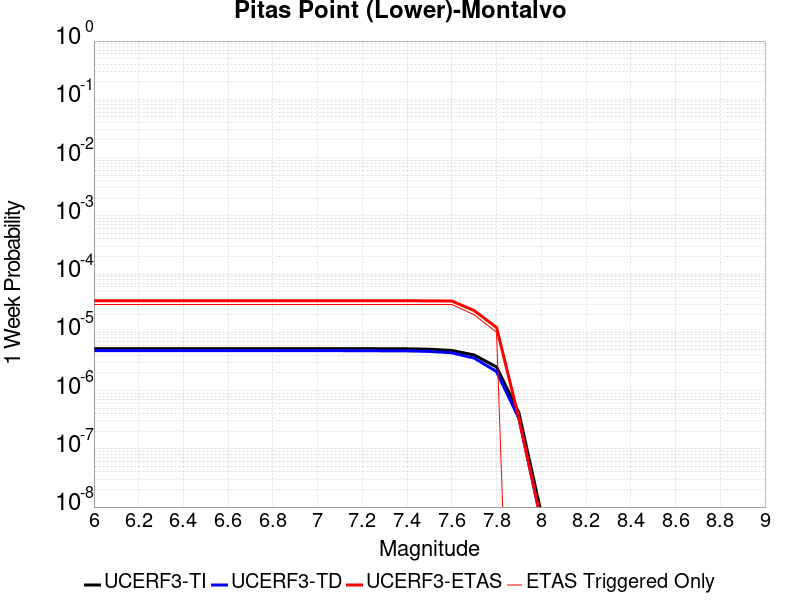 Pitas Point (Lower)-Montalvo
10^0
10^-1
10^-2
10^-3
10^-4
10^-5
10^-6
10^-7
10^-8
1 Week Probability
6 6.2 6.4 6.6 6.8 7 7.2 7.4 7.6 7.8 8 8.2 8.4 8.6 8.8 9
Magnitude
UCERF3-TI UCERF3-TD UCERF3-ETAS ETAS Triggered Only